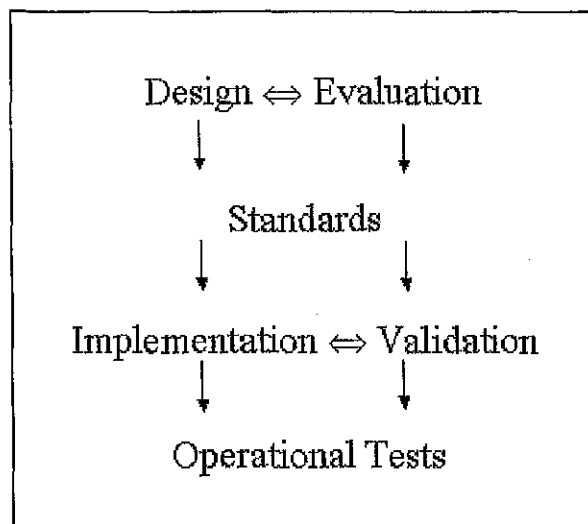 Design ⇔ Evaluation
Standards
Implementation ⇔ Validation
Operational Tests